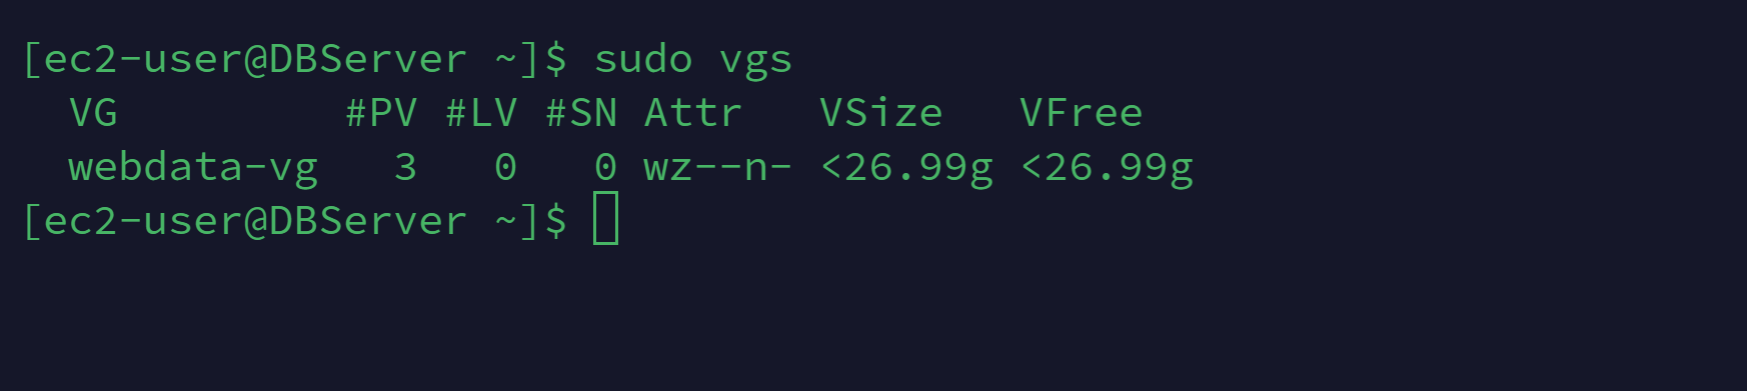 [ec2-user@DBServer ~]$ sudo vgs
  VG         #PV #LV #SN Attr   VSize   VFree
  webdata-vg   3   0   0 wz--n- <26.99g <26.99g
[ec2-user@DBServer ~]$